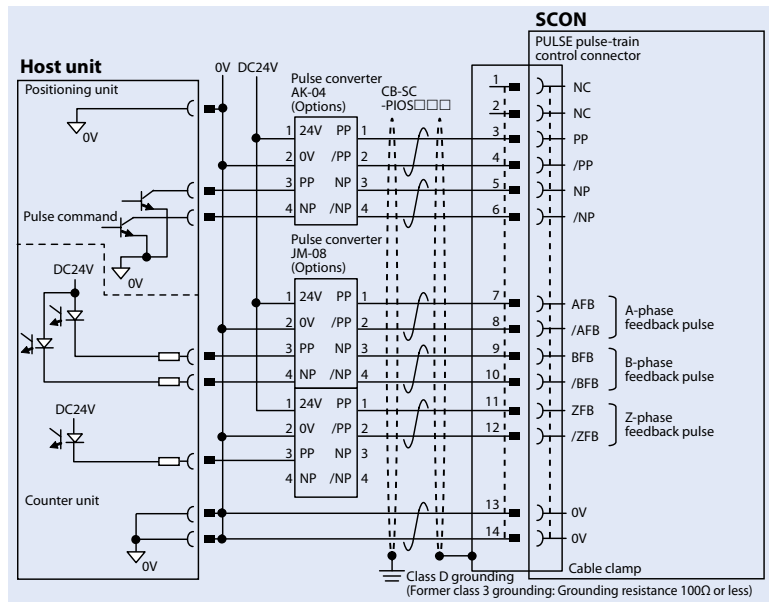 SCON
PULSE pulse-train
control connector
Host unit
Positioning unit
0V
Pulse command
0V
DC24V
DC24V
Counter unit
0V
0V DC24V
Pulse converter
AK-04
(Options)
1 24V PP 1
2 0V /PP 2
3 PP NP 3
4 NP /NP 4
Pulse converter
JM-08
(Options)
1 24V PP 1
2 0V /PP 2
3 PP NP 3
4 NP /NP 4
1 24V PP 1
2 0V /PP 2
3 PP NP 3
4 NP /NP 4
CB-SC
-PIOS□□□
1 NC
2 NC
3 PP
4 /PP
5 NP
6 /NP
7 AFB
8 /AFB
A-phase
feedback pulse
9 BFB
10 /BFB
B-phase
feedback pulse
11 ZFB
12 /ZFB
Z-phase
feedback pulse
13 0V
14 0V
Cable clamp
Class D grounding
(Former class 3 grounding: Grounding resistance 100Ω or less)